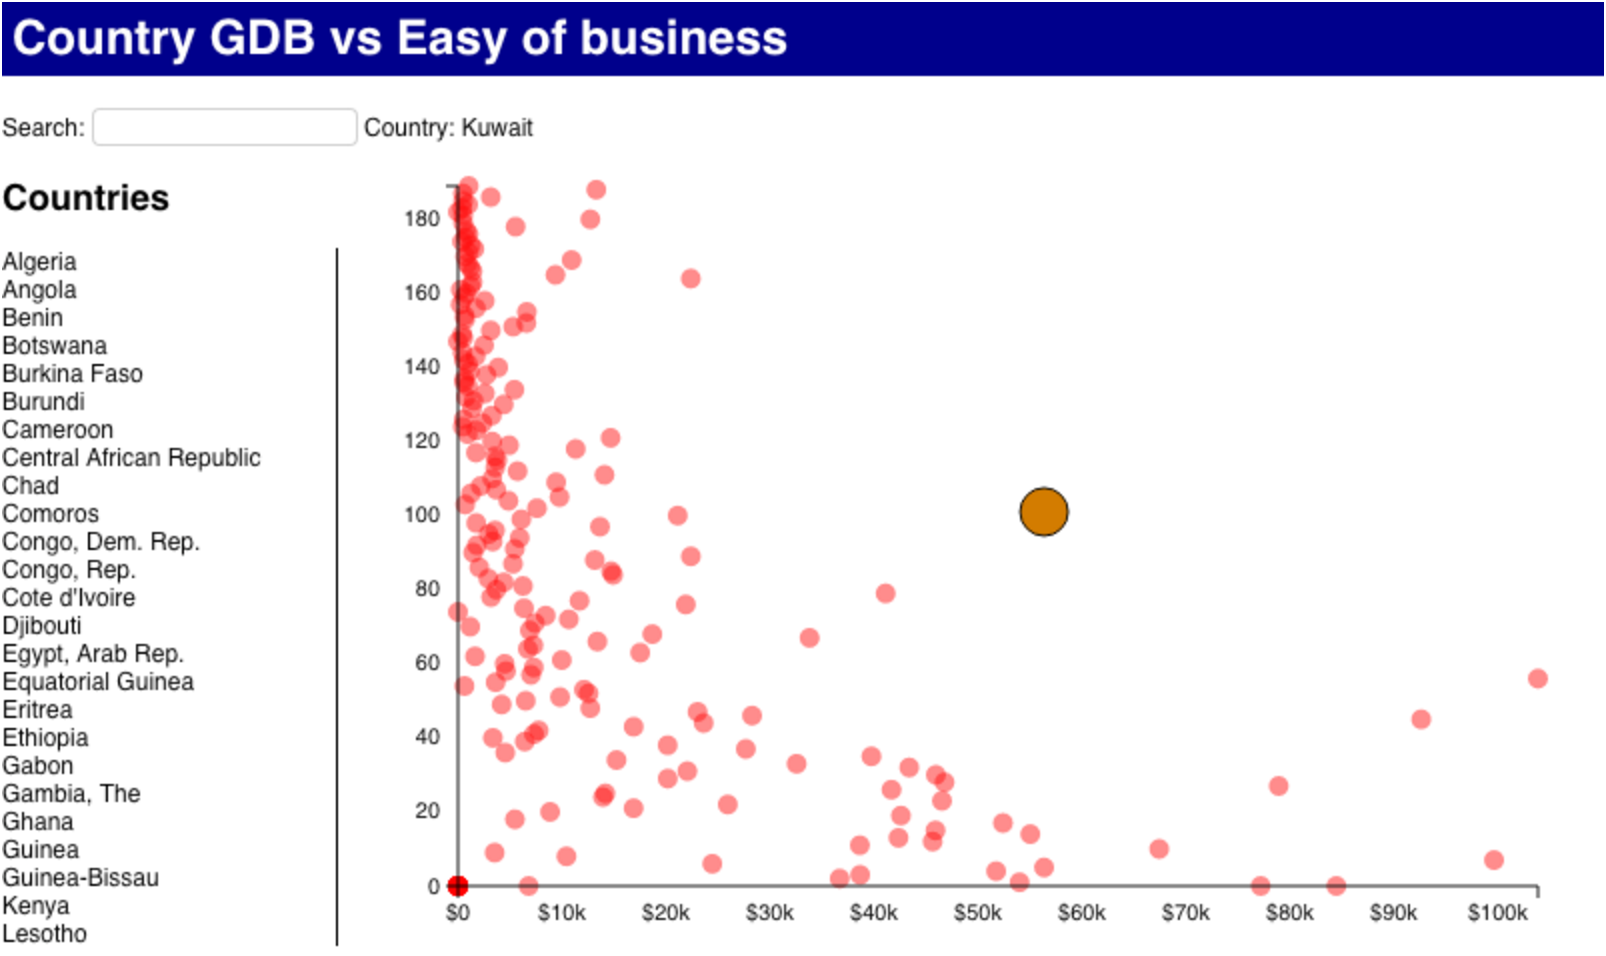 Country GDB vs Easy of business
Search: Country: Kuwait
Countries
Algeria
Angola
Benin
Botswana
Burkina Faso
Burundi
Cameroon
Central African Republic
Chad
Comoros
Congo, Dem. Rep.
Congo, Rep.
Cote d'Ivoire
Djibouti
Egypt, Arab Rep.
Equatorial Guinea
Eritrea
Ethiopia
Gabon
Gambia, The
Ghana
Guinea
Guinea-Bissau
Kenya
Lesotho
180
160
140
120
100
80
60
40
20
0
$0 $10k $20k $30k $40k $50k $60k $70k $80k $90k $100k